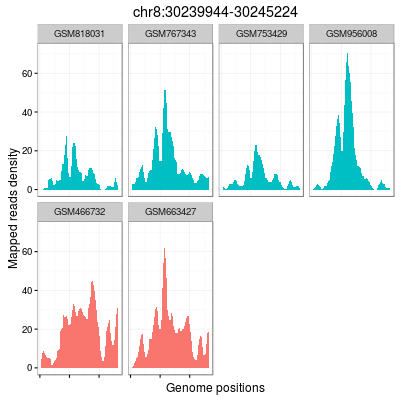 chr8:30239944-30245224
GSM818031 GSM767343 GSM753429 GSM956008
60
40
20
0
GSM466732 GSM663427
60
40
20
0
Mapped reads density
Genome positions